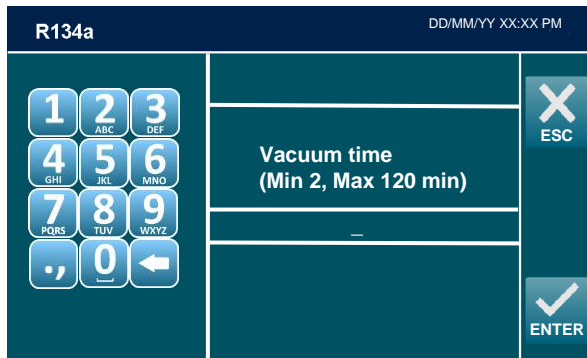 R134a
DD/MM/YY XX:XX PM
1 2 3
ABC DEF
4 5 6
GHI JKL MNO
7 8 9
PQRS TUV WXYZ
., 0
Vacuum time
(Min 2, Max 120 min)
_
ESC
ENTER